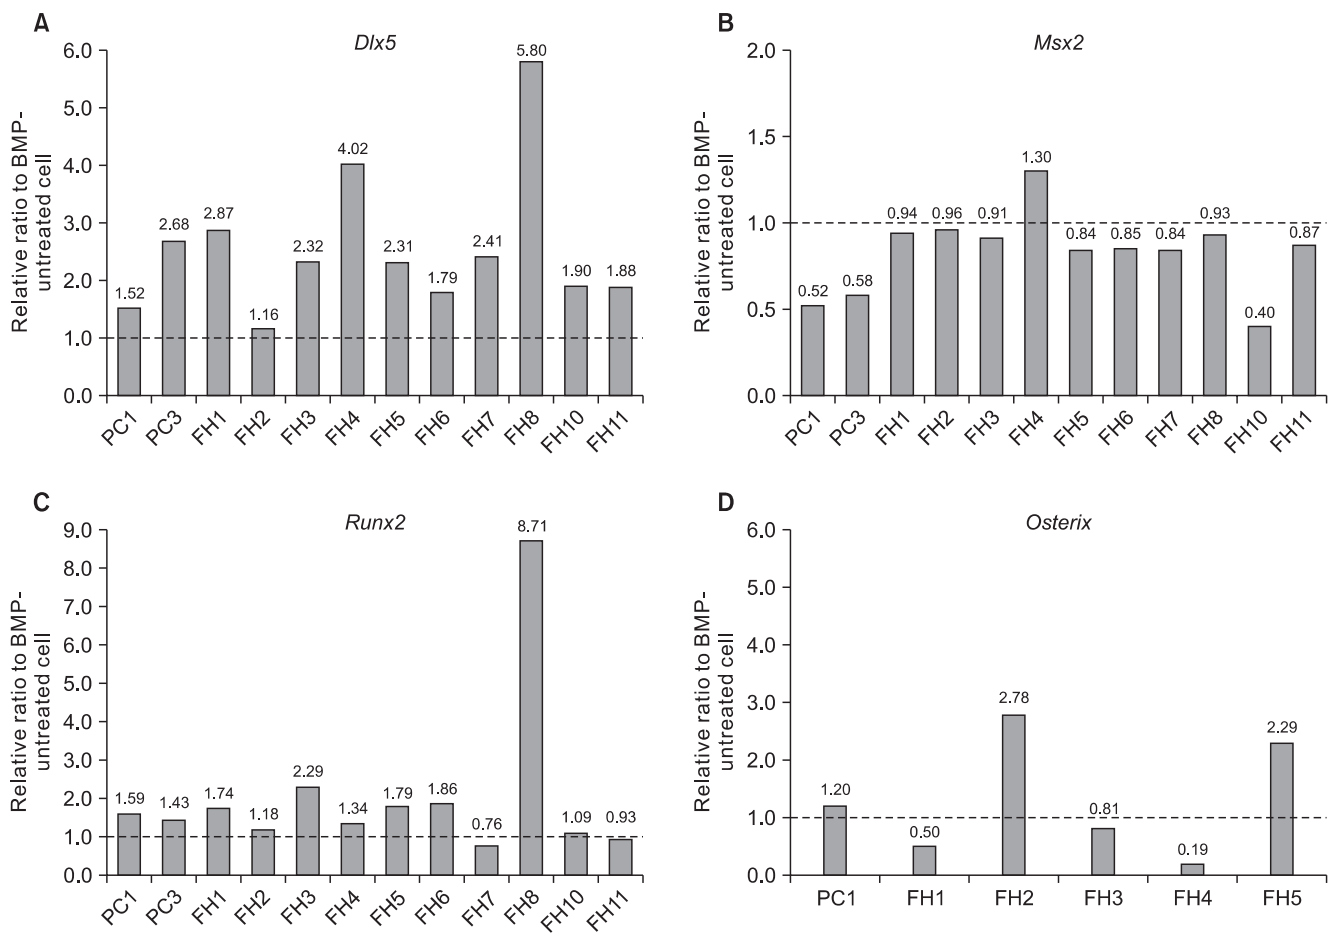 A
Dlx5
Relative ratio to BMP-
untreated cell
6.0
5.0
4.0
3.0
2.0
1.0
0.0
1.52
2.68
2.87
1.16
2.32
4.02
2.31
1.79
2.41
5.80
1.90
1.88
PC1
PC3
FH1
FH2
FH3
FH4
FH5
FH6
FH7
FH8
FH10
FH11
B
Msx2
Relative ratio to BMP-
untreated cell
2.0
1.5
1.0
0.5
0.0
0.52
0.58
0.94
0.96
0.91
1.30
0.84
0.85
0.84
0.93
0.40
0.87
PC1
PC3
FH1
FH2
FH3
FH4
FH5
FH6
FH7
FH8
FH10
FH11
C
Runx2
Relative ratio to BMP-
untreated cell
9.0
8.0
7.0
6.0
5.0
4.0
3.0
2.0
1.0
0.0
1.59
1.43
1.74
1.18
2.29
1.34
1.79
1.86
0.76
8.71
1.09
0.93
PC1
PC3
FH1
FH2
FH3
FH4
FH5
FH6
FH7
FH8
FH10
FH11
D
Osterix
Relative ratio to BMP-
untreated cell
6.0
5.0
4.0
3.0
2.0
1.0
0.0
1.20
0.50
2.78
0.81
0.19
2.29
PC1
FH1
FH2
FH3
FH4
FH5